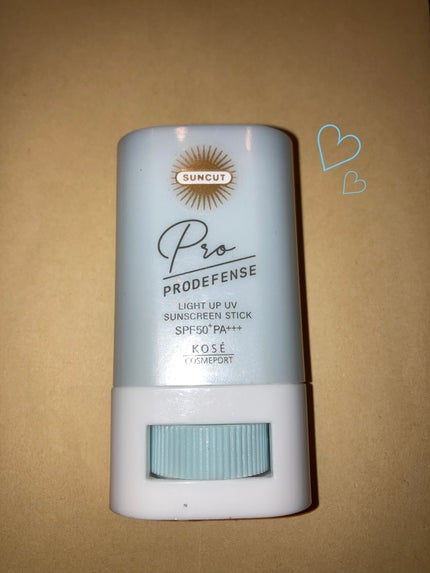 SUNCUT
Pro
PRODEFENSE
LIGHT UP UV
SUNSCREEN STICK
SPF50⁺PA+++
KOSÉ
COSMEPORT